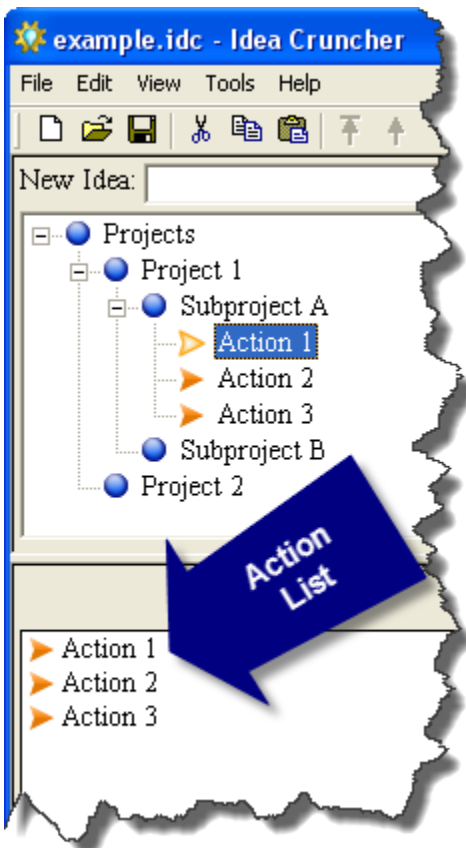 example.idc - Idea Cruncher
File Edit View Tools Help
New Idea:
Projects
Project 1
Subproject A
Action 1
Action 2
Action 3
Subproject B
Project 2
Action
List
Action 1
Action 2
Action 3